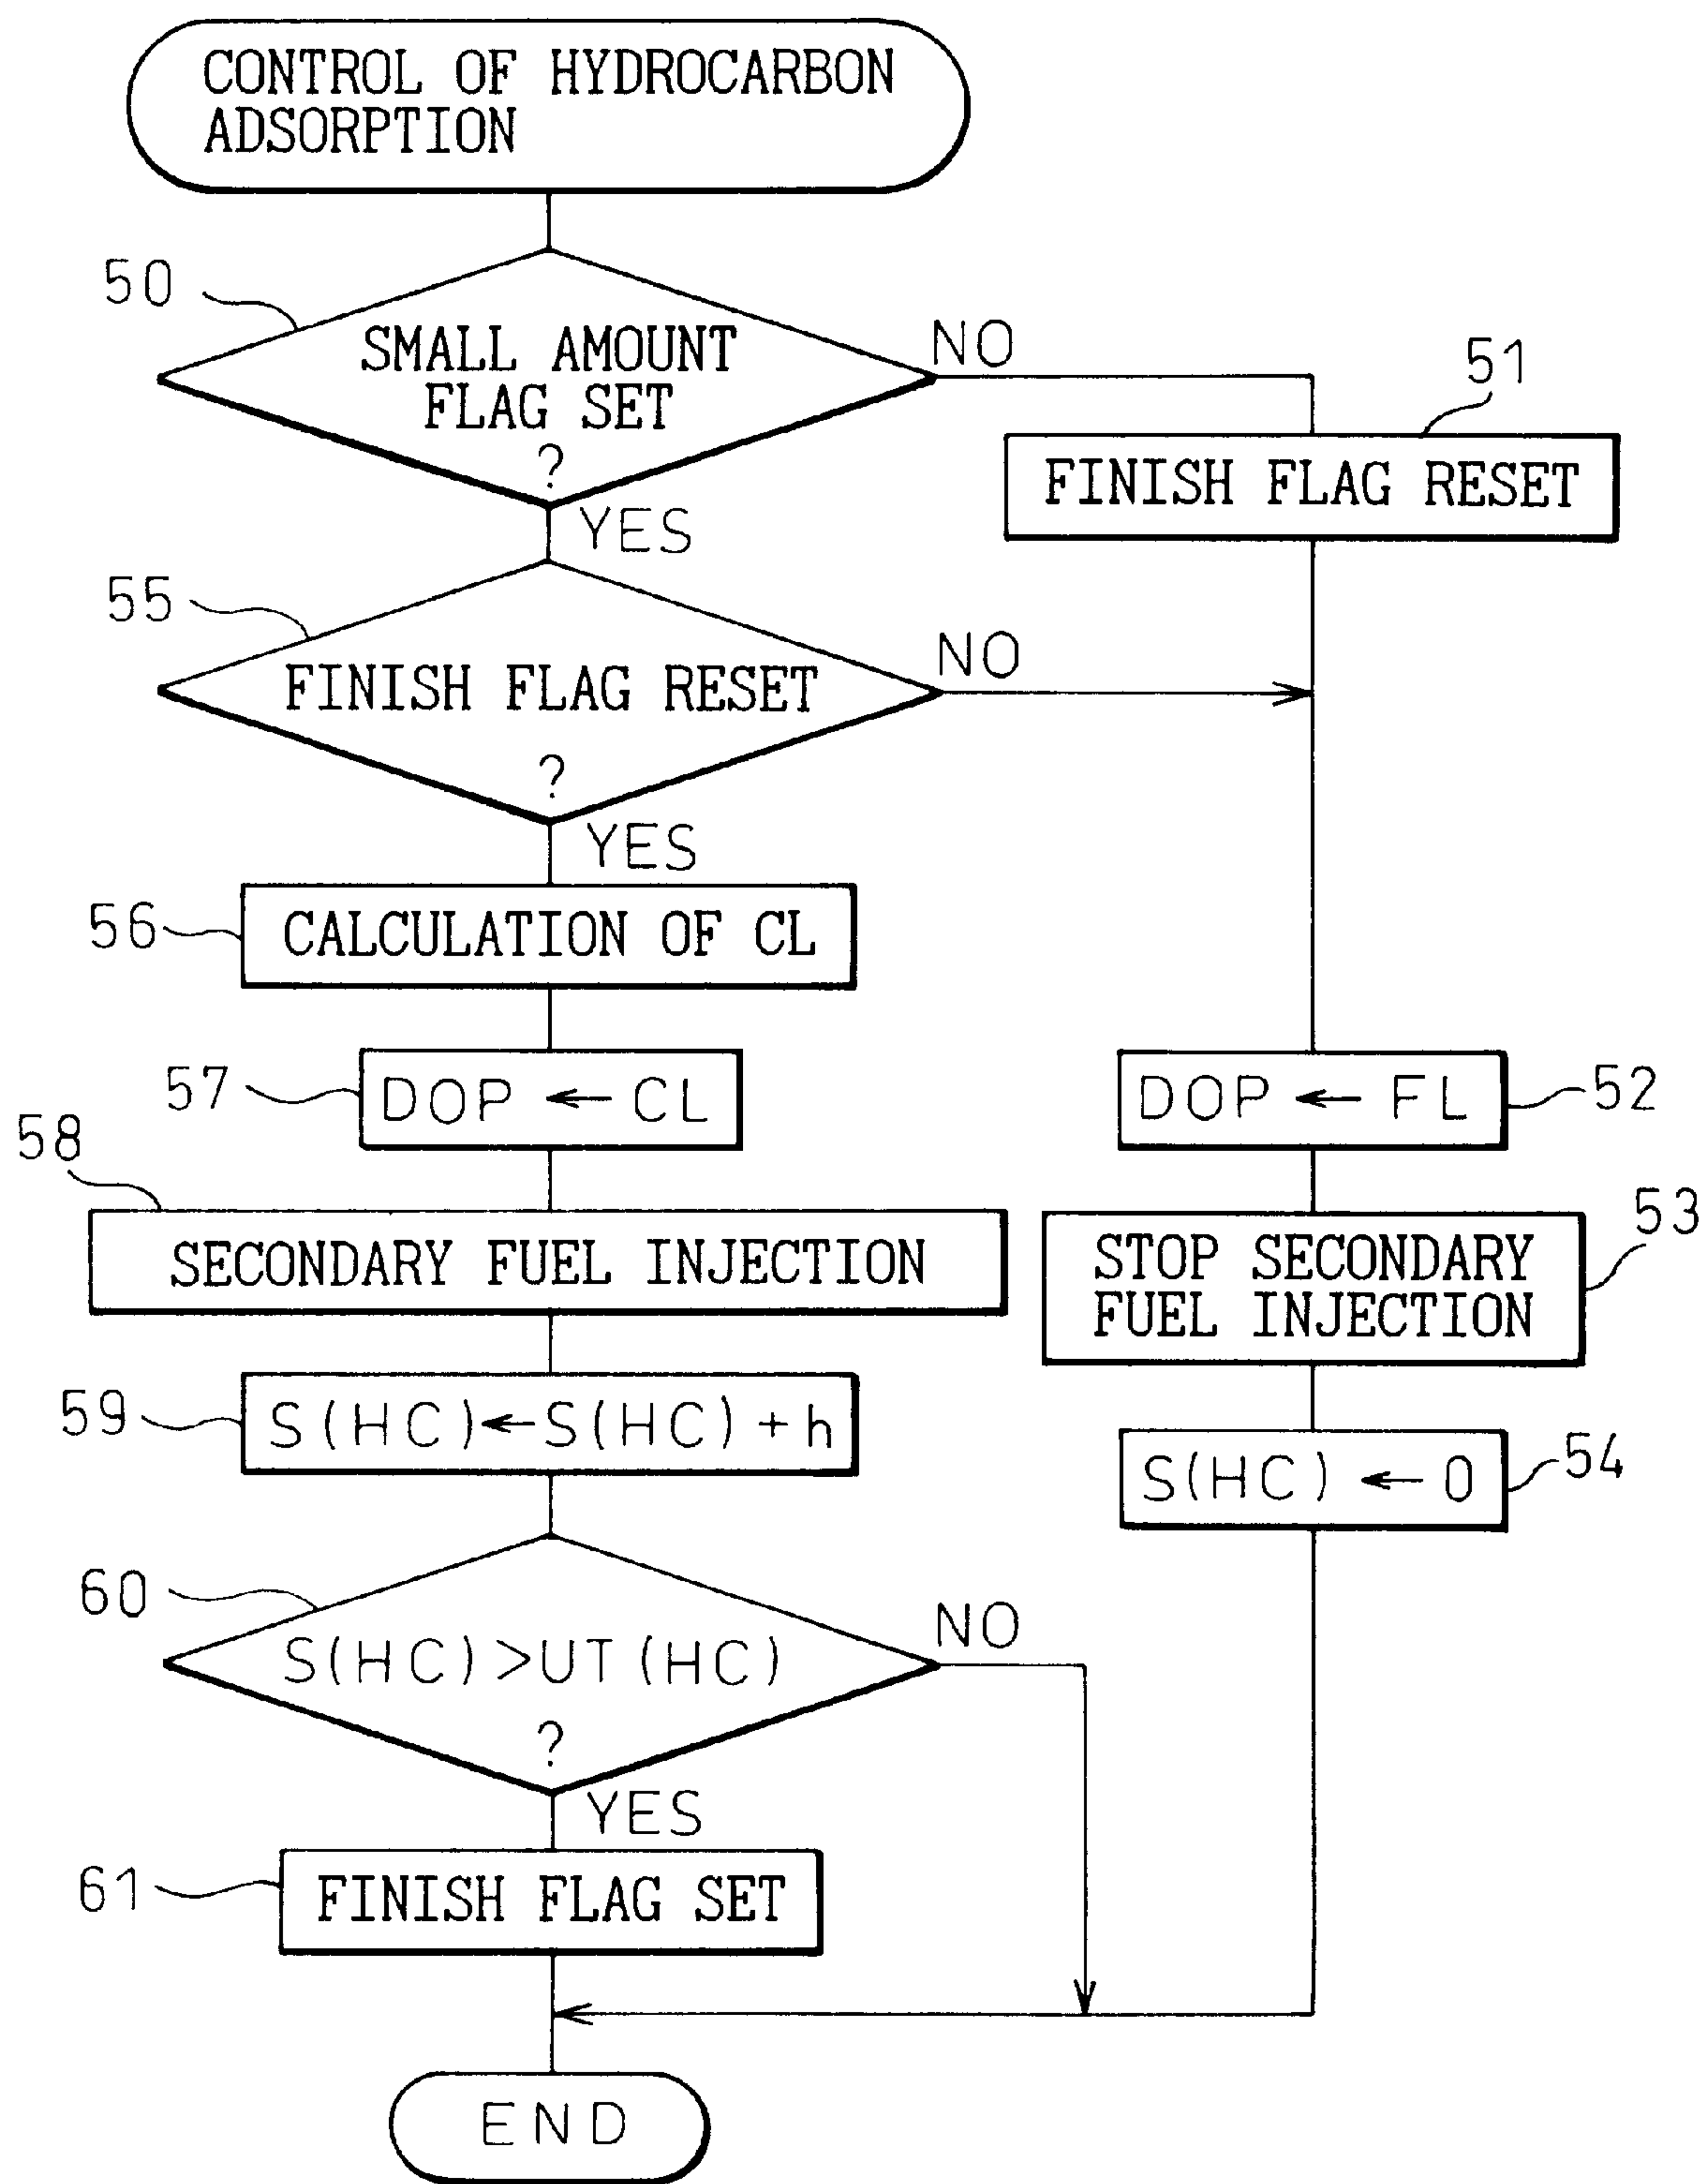 CONTROL OF HYDROCARBON
ADSORPTION
50
SMALL AMOUNT
FLAG SET
?
NO
YES
51
FINISH FLAG RESET
55
FINISH FLAG RESET
?
NO
YES
56
CALCULATION OF CL
57
DOP ← CL
DOP ← FL
52
58
SECONDARY FUEL INJECTION
STOP SECONDARY
FUEL INJECTION
53
59
S(HC)←S(HC)+h
S(HC) ← 0
54
60
S(HC)>UT(HC)
?
NO
YES
61
FINISH FLAG SET
END